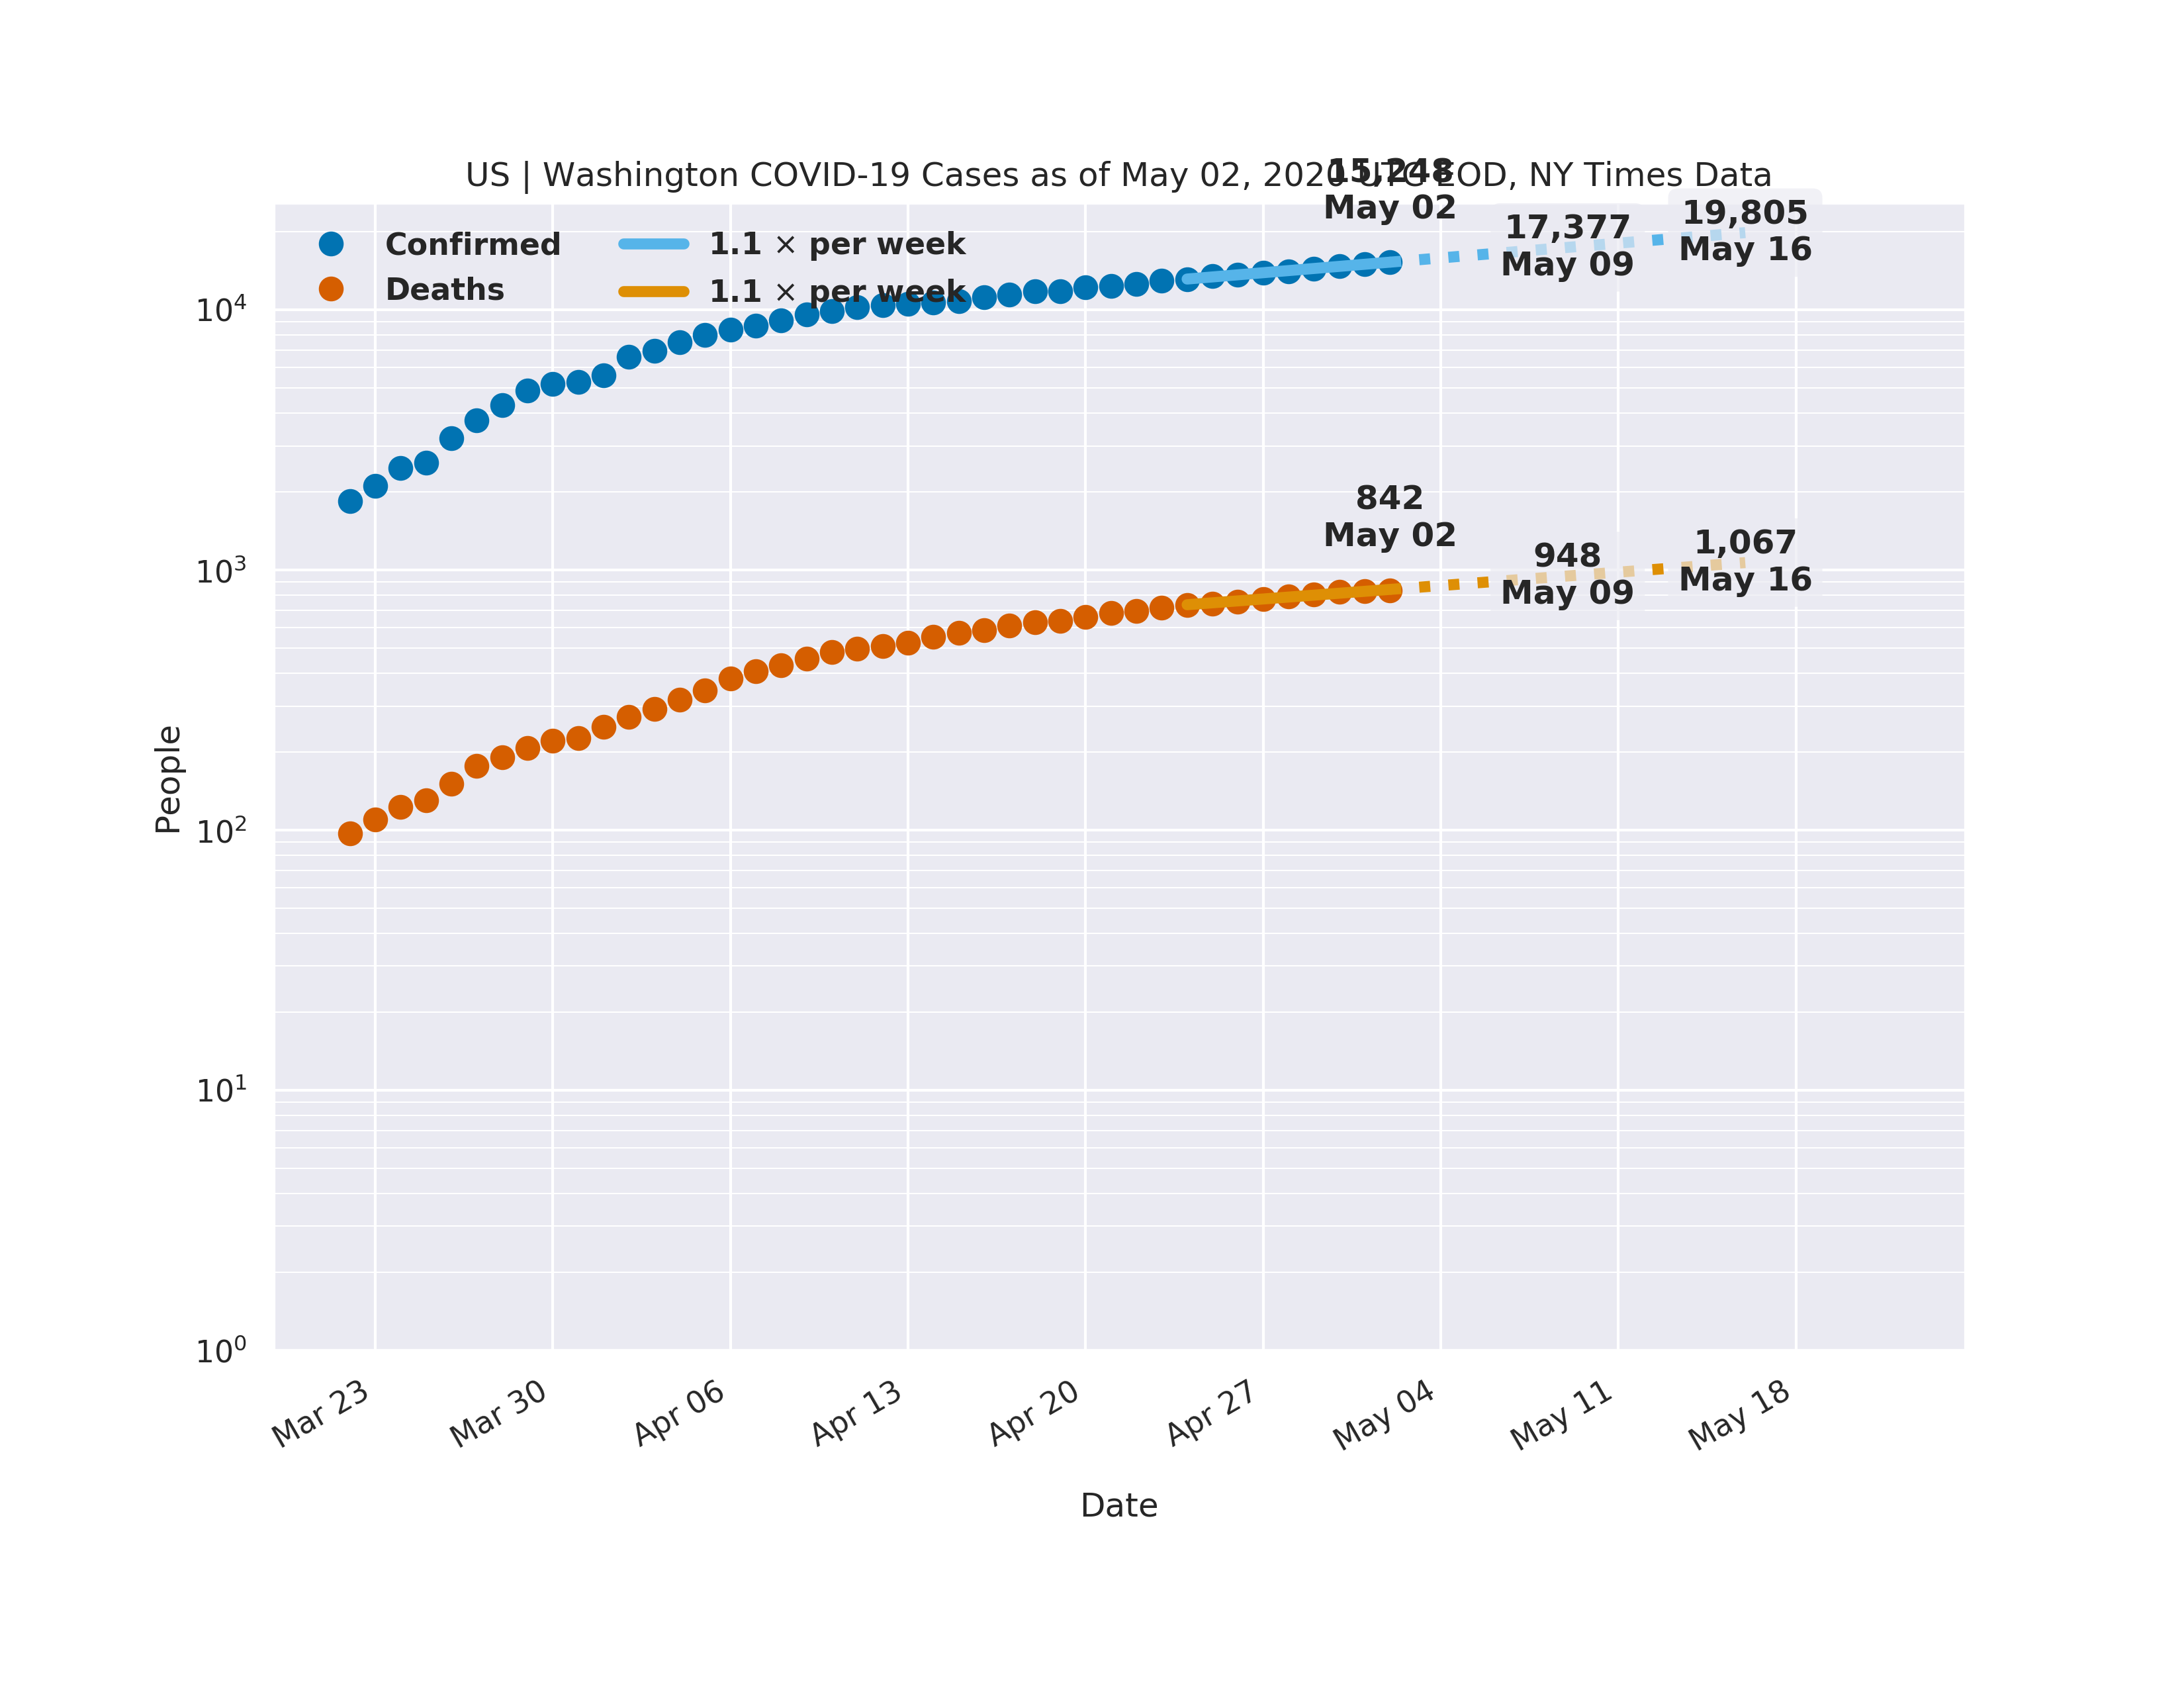 US | Washington COVID-19 Cases as of May 02, 2020 UTC EOD, NY Times Data
15,248
May 02
17,377
May 09
19,805
May 16
Confirmed
Deaths
1.1 × per week
1.1 × per week
842
May 02
948
May 09
1,067
May 16
People
10⁴
10³
10²
10¹
10⁰
Mar 23
Mar 30
Apr 06
Apr 13
Apr 20
Apr 27
May 04
May 11
May 18
Date